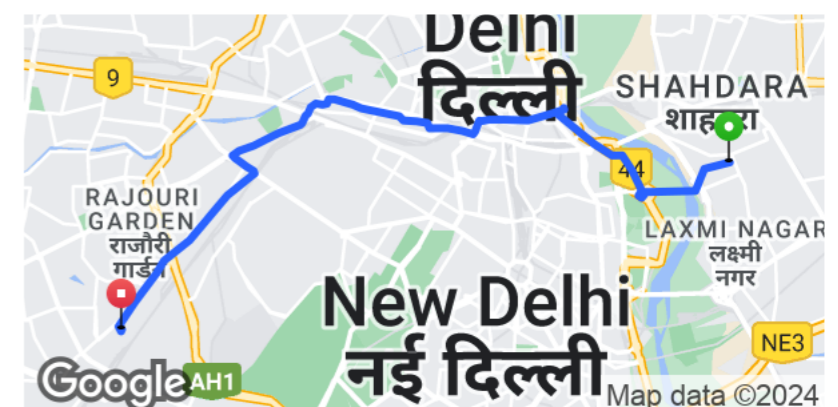 Delhi
दिल्ली
9
SHAHDARA
शाहदरा
44
RAJOURI
GARDEN
राजौरी
गार्डन
LAXMI NAGAR
लक्ष्मी
नगर
New Delhi
नई दिल्ली
NE3
Google
AH1
Map data ©2024